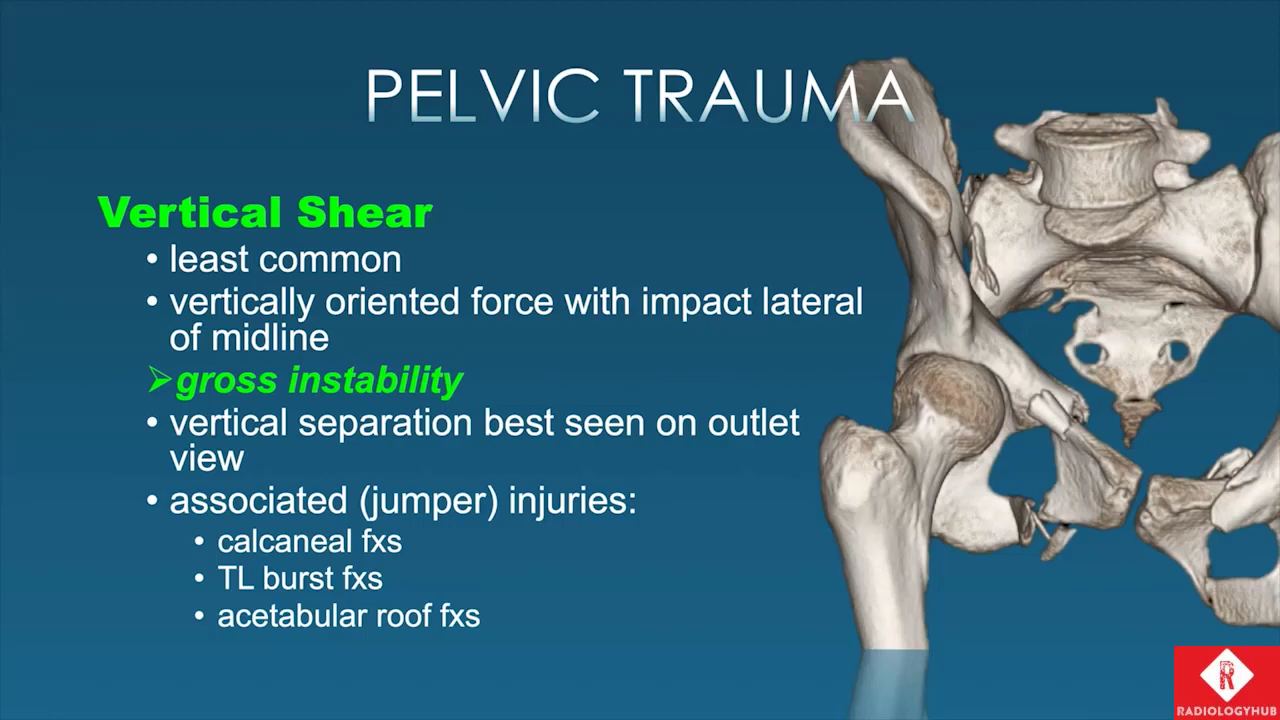 PELVIC TRAUMA
Vertical Shear
• least common
• vertically oriented force with impact lateral
of midline
➢gross instability
• vertical separation best seen on outlet
view
• associated (jumper) injuries:
• calcaneal fxs
• TL burst fxs
• acetabular roof fxs
R
RADIOLOGYHUB